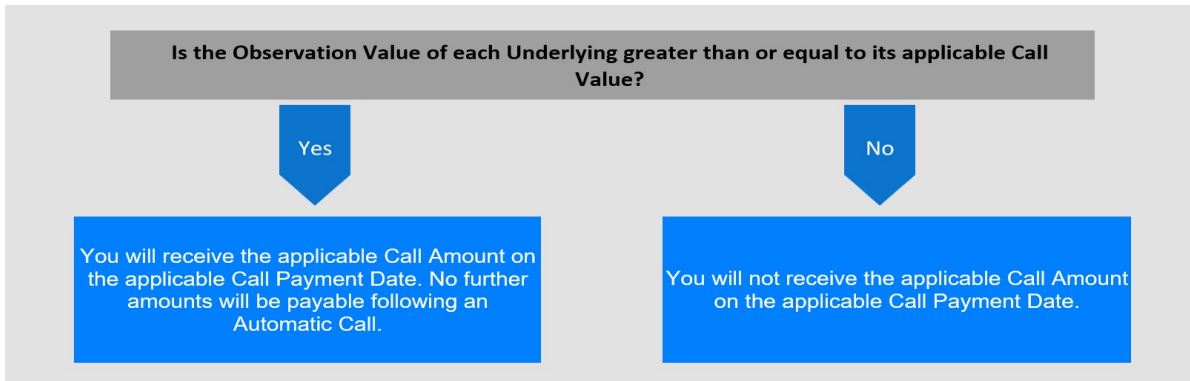 Is the Observation Value of each Underlying greater than or equal to its applicable Call
Value?
Yes
No
You will receive the applicable Call Amount on
the applicable Call Payment Date. No further
amounts will be payable following an
Automatic Call.
You will not receive the applicable Call Amount
on the applicable Call Payment Date.